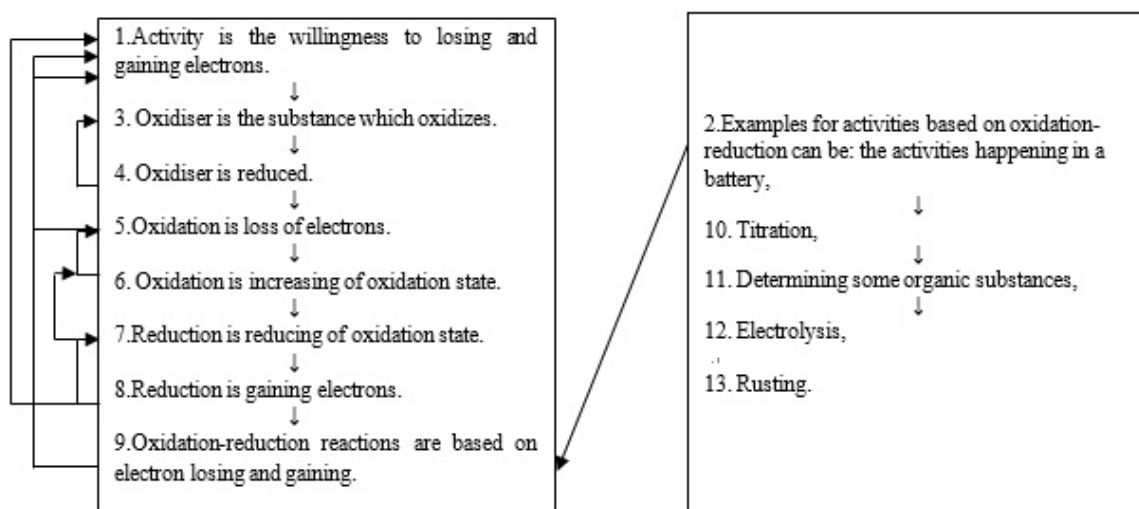 1.Activity is the willingness to losing and
gaining electrons.
3. Oxidiser is the substance which oxidizes.
4. Oxidiser is reduced.
5.Oxidation is loss of electrons.
6. Oxidation is increasing of oxidation state.
7.Reduction is reducing of oxidation state.
8.Reduction is gaining electrons.
9.Oxidation-reduction reactions are based on
electron losing and gaining.
2.Examples for activities based on oxidation-
reduction can be: the activities happening in a
battery,
10. Titration,
11. Determining some organic substances,
12. Electrolysis,
13. Rusting.